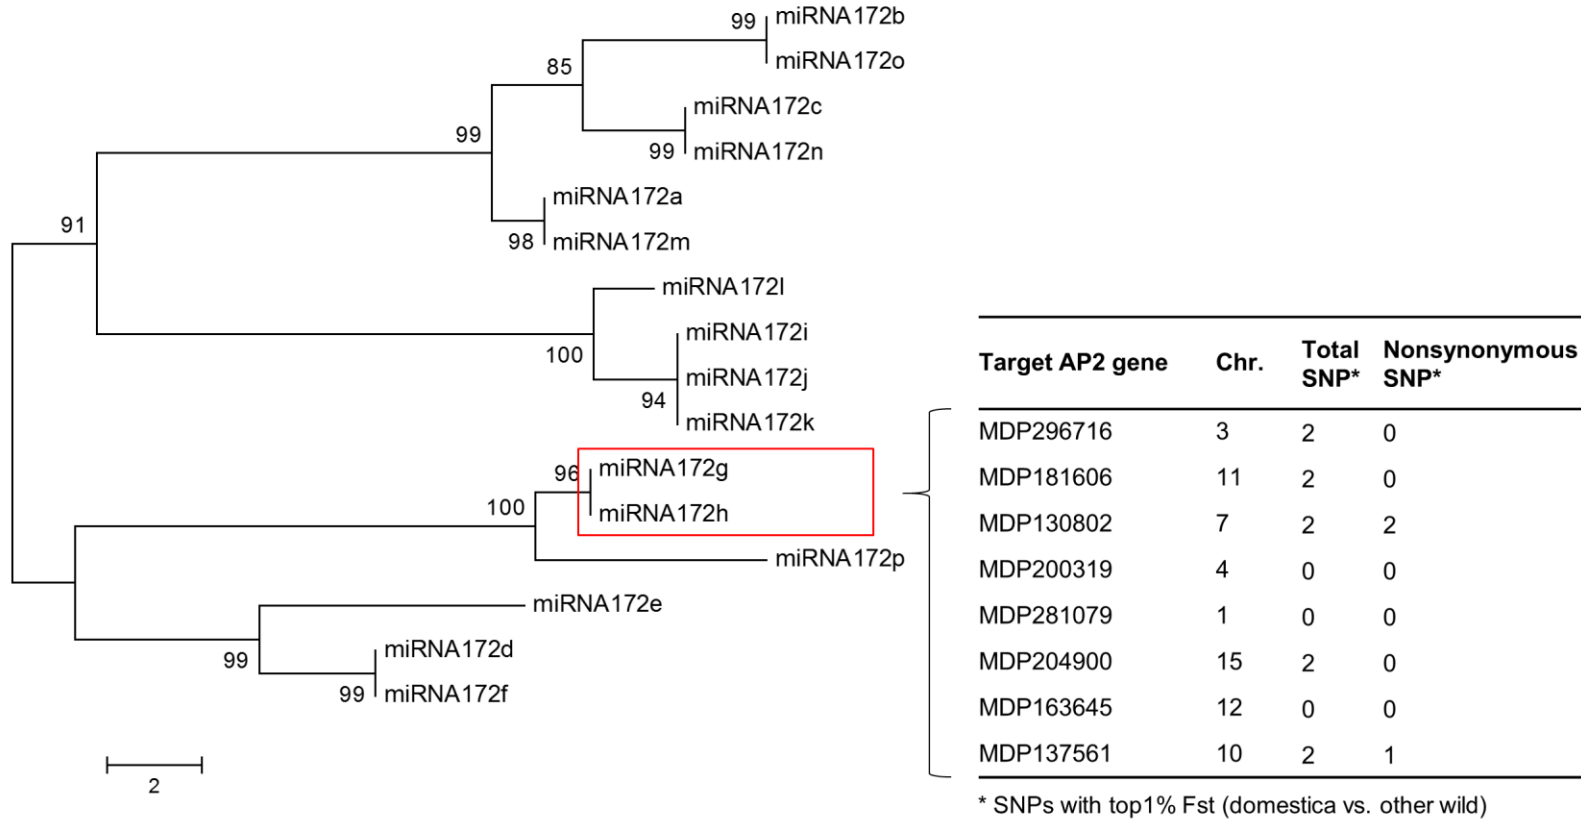 99
miRNA172b
miRNA172o
85
miRNA172c
99
miRNA172n
99
miRNA172a
98
miRNA172m
91
miRNA172l
miRNA172i
100
miRNA172j
94
miRNA172k
96
miRNA172g
100
miRNA172h
miRNA172p
miRNA172e
99
miRNA172d
99
miRNA172f
2
Target AP2 gene Chr. Total SNP* Nonsynonymous SNP*
MDP296716 3 2 0
MDP181606 11 2 0
MDP130802 7 2 2
MDP200319 4 0 0
MDP281079 1 0 0
MDP204900 15 2 0
MDP163645 12 0 0
MDP137561 10 2 1
* SNPs with top1% Fst (domestica vs. other wild)